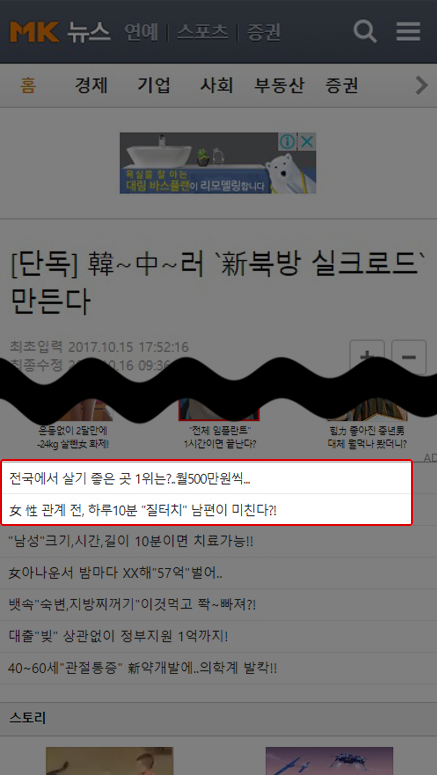 MK 뉴스 연예 스포츠 증권
홈 경제 기업 사회 부동산 증권
욕실을 잘 아는
대림 바스플랜이 리모델링합니다
[단독] 韓~中~러 `新북방 실크로드`
만든다
최초입력 2017.10.15 17:52:16
최종수정
운동없이 2달만에
-24kg 살뺀女 화제!
"전체 임플란트"
1시간이면 끝난다?
힘力 좋아진 중년男
대체 뭘먹나 봤더니?
AD
전국에서 살기 좋은 곳 1위는?..월500만원씩...
女 性 관계 전, 하루10분 "질터치" 남편이 미친다?!
"남성"크기,시간,길이 10분이면 치료가능!!
女아나운서 밤마다 XX해"57억"벌어..
뱃속"숙변,지방찌꺼기"이것먹고 쫙~빠져?!
대출"빚" 상관없이 정부지원 1억까지!
40~60세"관절통증" 新약개발에..의학계 발칵!!
스토리